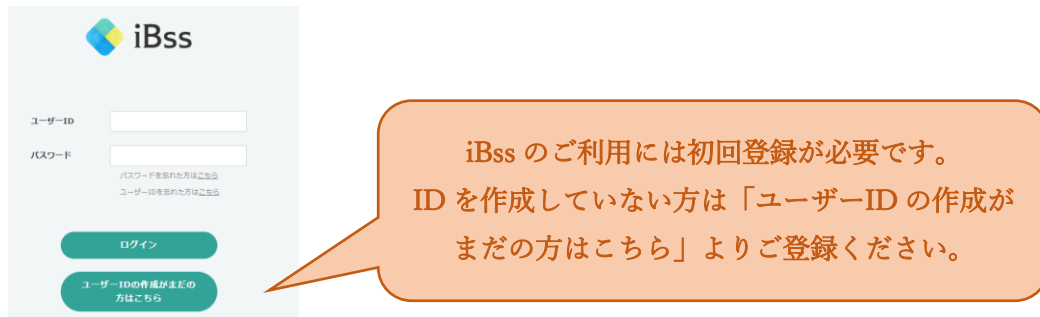 iBss
ユーザーID
パスワード
パスワードを忘れた方はこちら
ユーザーIDを忘れた方はこちら
ログイン
ユーザーIDの作成がまだの
方はこちら
iBss のご利用には初回登録が必要です。
ID を作成していない方は「ユーザーID の作成が
まだの方はこちら」よりご登録ください。